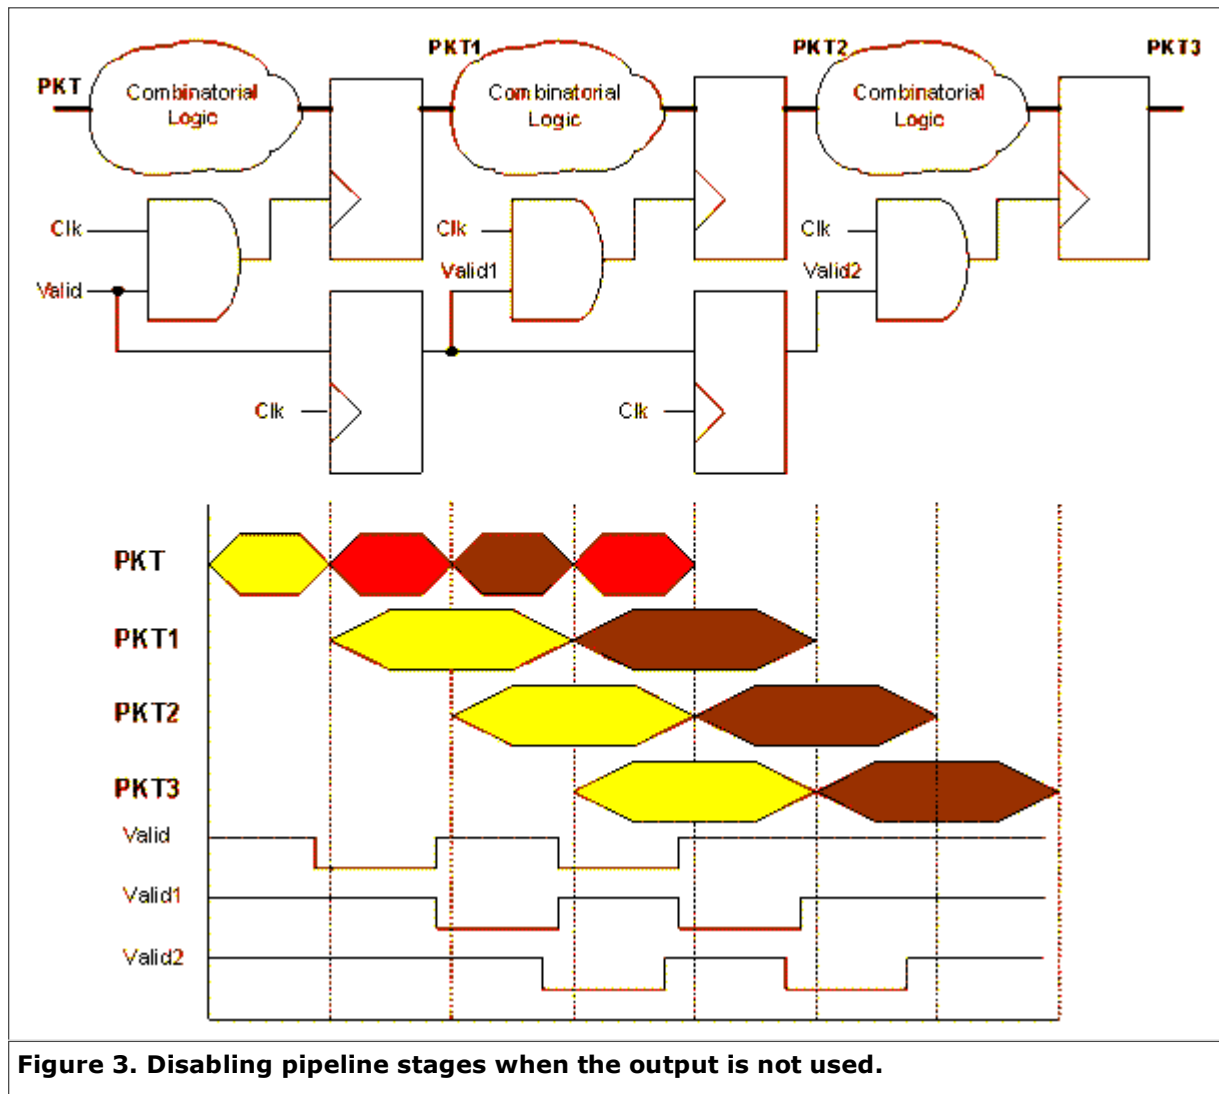 PKT
PKT1
PKT2
PKT3
Combinatorial
Logic
Combinatorial
Logic
Combinatorial
Logic
Clk
Clk
Clk
Valid
Valid1
Valid2
Clk
Clk
PKT
PKT1
PKT2
PKT3
Valid
Valid1
Valid2
Figure 3. Disabling pipeline stages when the output is not used.